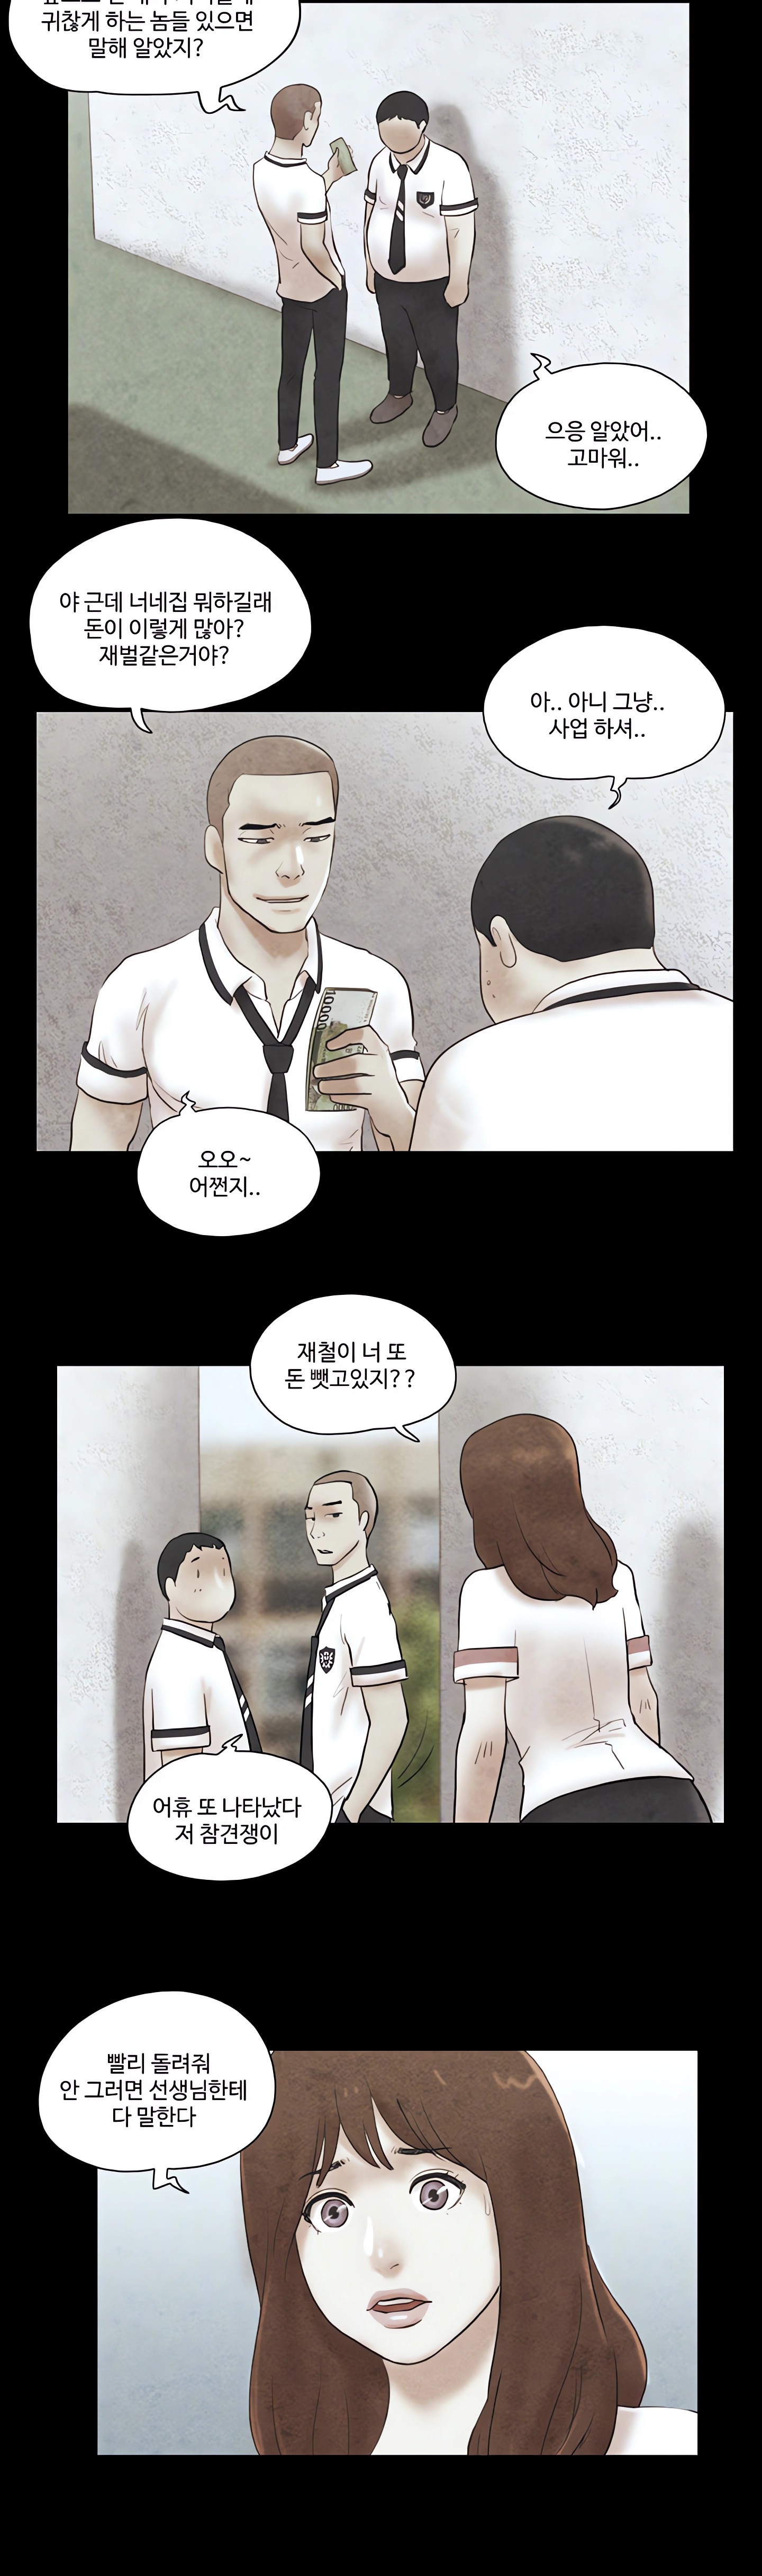 귀찮게 하는 놈들 있으면
말해 알았지?
으응 알았어..
고마워..
야 근데 너네집 뭐하길래
돈이 이렇게 많아?
재벌같은거야?
아.. 아니 그냥..
사업 하셔..
10000
오오~
어쩐지..
재철이 너 또
돈 뺏고있지??
어휴 또 나타났다
저 참견쟁이
빨리 돌려줘
안 그러면 선생님한테
다 말한다